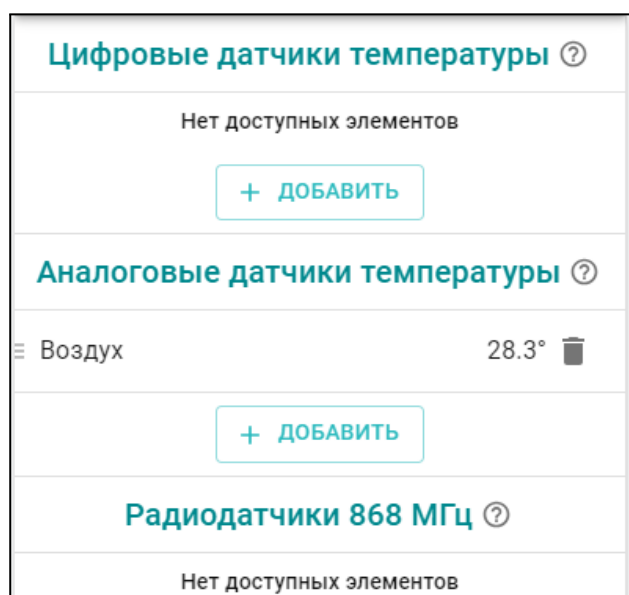 Цифровые датчики температуры ?
Нет доступных элементов
+ ДОБАВИТЬ
Аналоговые датчики температуры ?
Воздух 28.3°
+ ДОБАВИТЬ
Радиодатчики 868 МГц ?
Нет доступных элементов